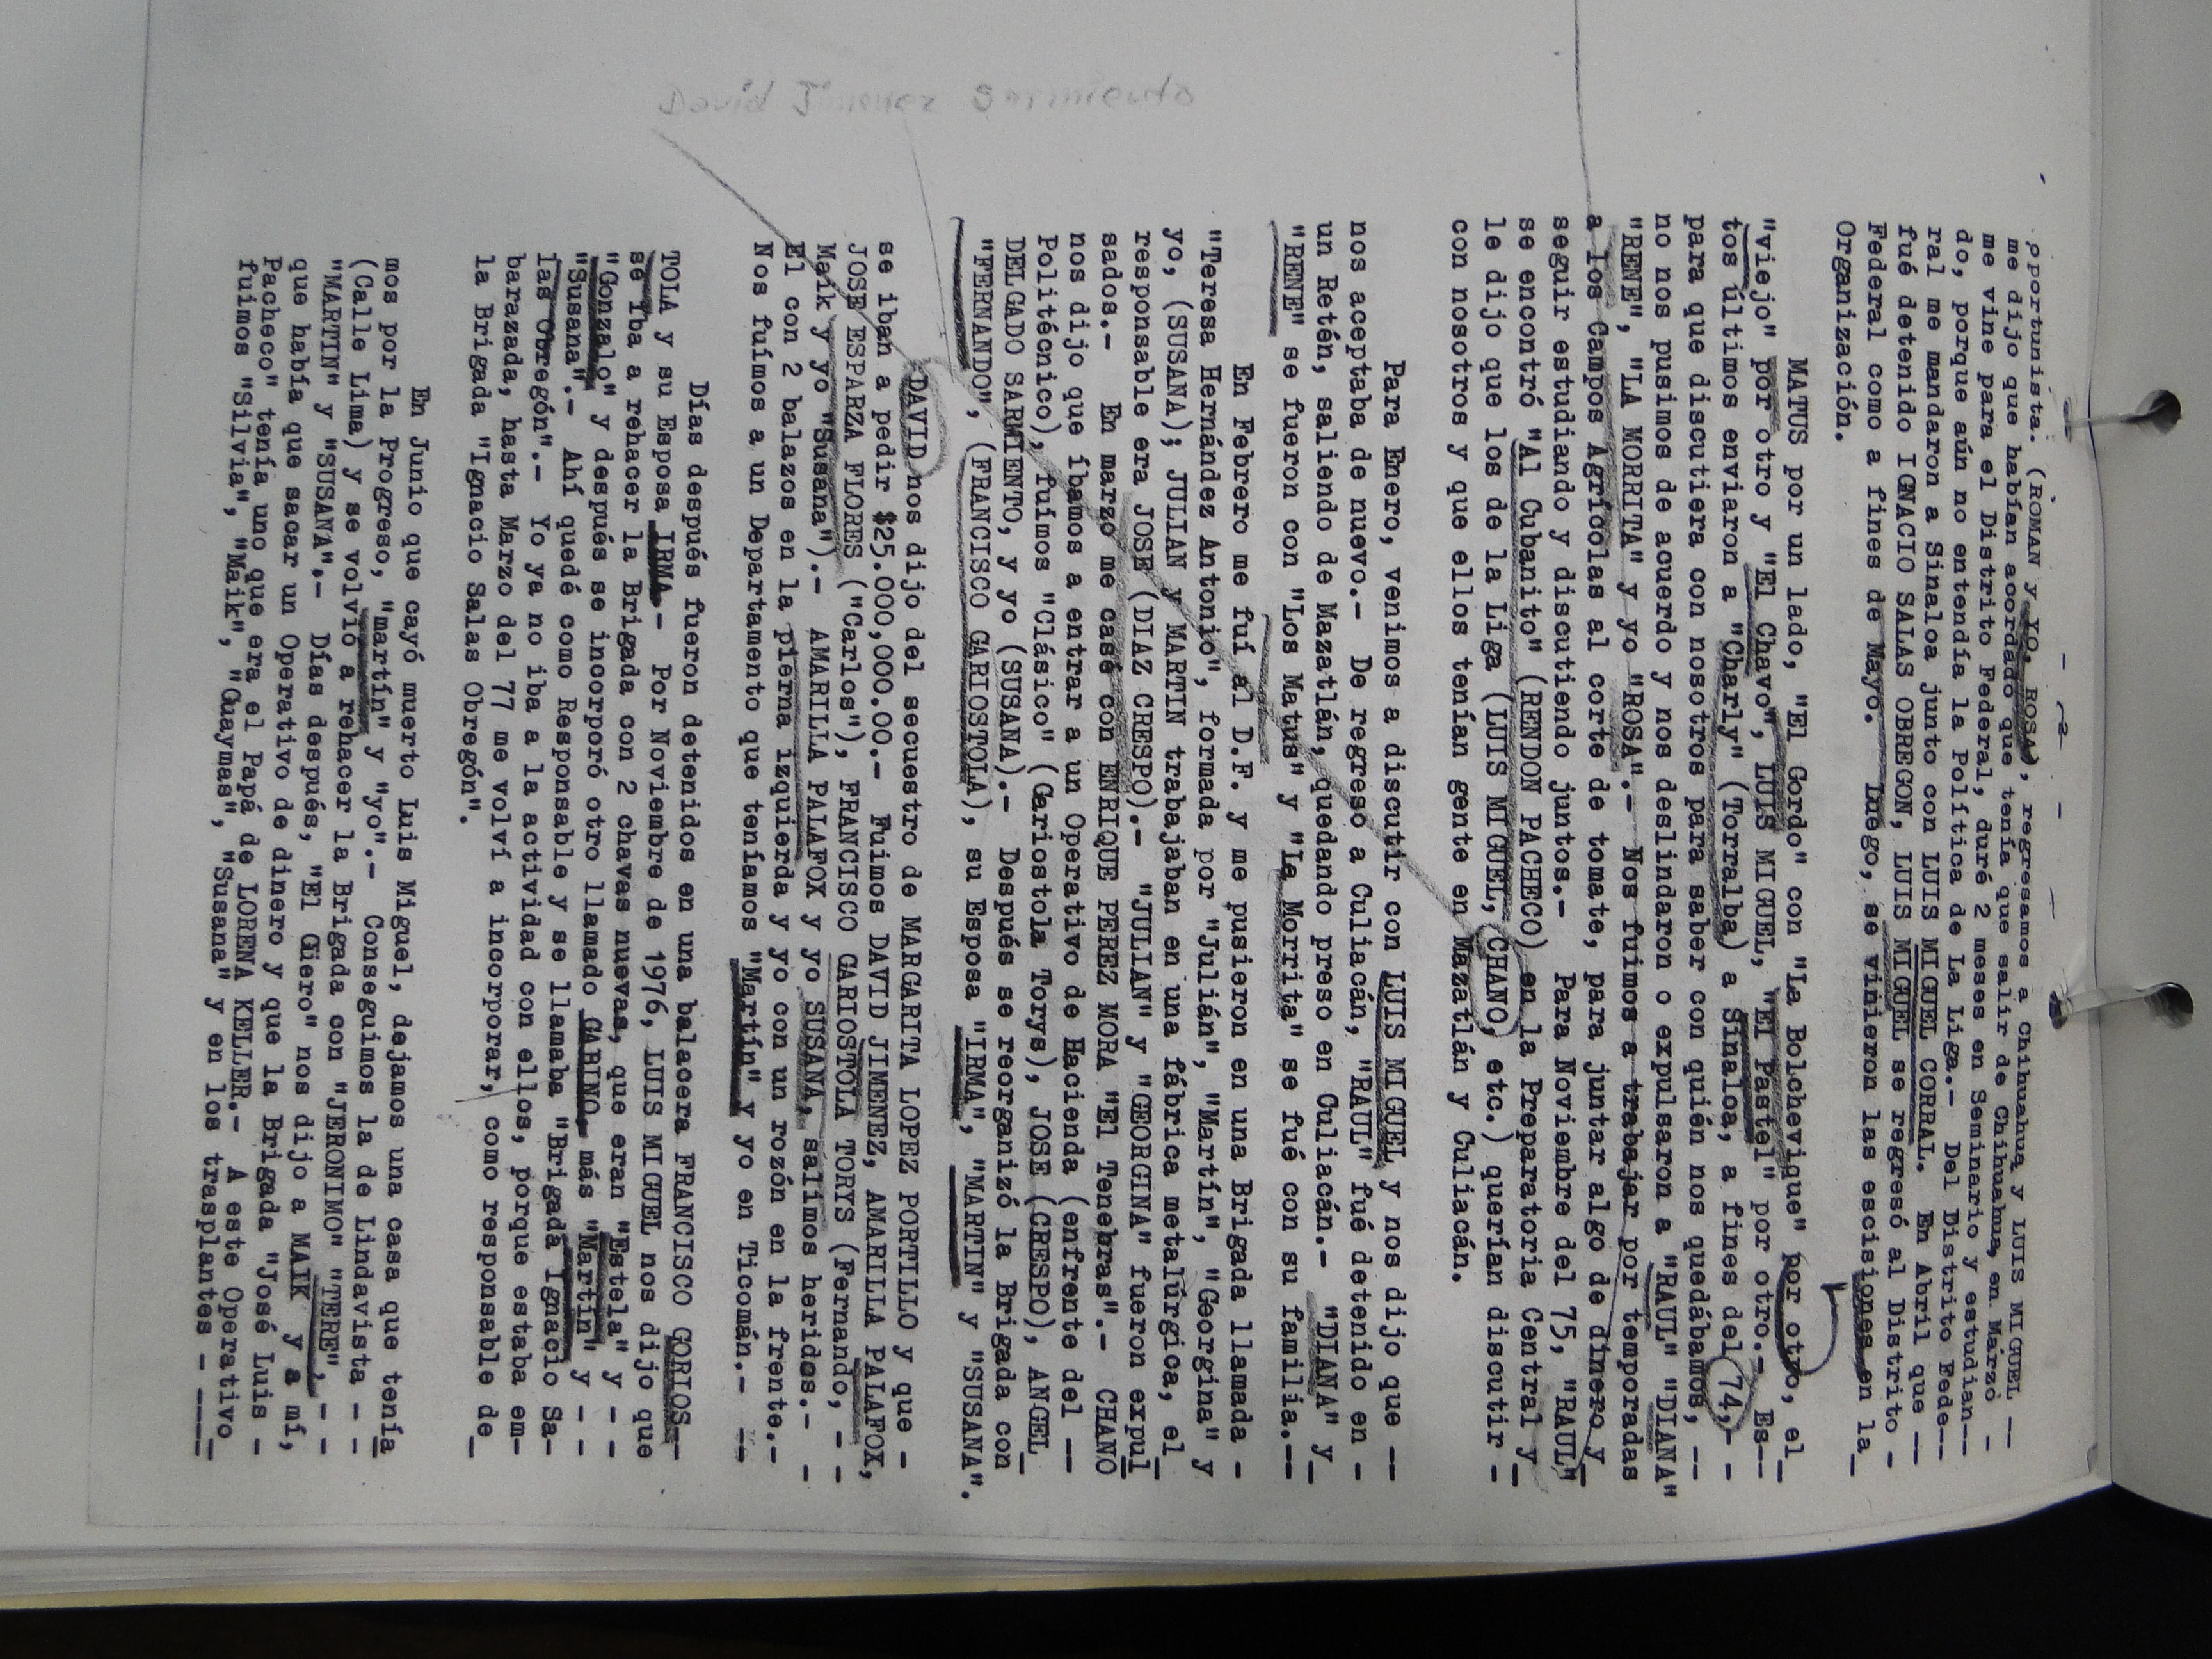 - 2 -
oportunista. (ROMAN y YO, ROSA), regresamos a Chihuahua y LUIS MIGUEL --
me dijo que habían acordado que tenía que salir de Chihuahua, en Marzo -
me vine para el Distrito Federal, duré 2 meses en Seminario y estudian--
do, porque aún no entendía la Política de La Liga.- Del Distrito Fede--
ral me mandaron a Sinaloa junto con LUIS MIGUEL CORRAL. En Abril que --
fué detenido IGNACIO SALAS OBREGON, LUIS MIGUEL se regresó al Distrito -
Federal como a fines de Mayo. Luego, se vinieron las escisiones en la_
Organización.
MATUS por un lado, "El Gordo" con "La Bolchevique" por otro, el_
"viejo" por otro y "El Chavo", LUIS MIGUEL, "El Pastel" por otro.- Es--
tos últimos enviaron a "Charly" (Torralba) a Sinaloa, a fines del 74,- -
para que discutiera con nosotros para saber con quién nos quedábamos, --
no nos pusimos de acuerdo y nos deslindaron o expulsaron a "RAUL" "DIANA"
"RENE", "LA MORRITA" y yo "ROSA".- Nos fuimos a trabajar por temporadas
a los Campos Agrícolas al corte de tomate, para juntar algo de dinero y_
seguir estudiando y discutiendo juntos.- Para Noviembre del 75, "RAUL"
se encontró "Al Cubanito" (RENDON PACHECO) en la Preparatoria Central y_
le dijo que los de la Liga (LUIS MIGUEL, CHANO, etc.) querían discutir -
con nosotros y que ellos tenían gente en Mazatlán y Culiacán.
Para Enero, venimos a discutir con LUIS MIGUEL y nos dijo que --
nos aceptaba de nuevo.- De regreso a Culiacán, "RAUL" fué detenido en -
un Retén, saliendo de Mazatlán, quedando preso en Culiacán.- "DIANA" y_
"RENE" se fueron con "Los Matus" y "La Morrita" se fué con su familia.--
En Febrero me fuí al D.F. y me pusieron en una Brigada llamada -
"Teresa Hernández Antonio", formada por "Julián", "Martín", "Georgina" y
yo, (SUSANA); JULIAN y MARTIN trabajaban en una fábrica metalúrgica, el_
responsable era JOSE (DIAZ CRESPO).- "JULIAN" y "GEORGINA" fueron expul
sados.- En marzo me casé con ENRIQUE PEREZ MORA "El Tenebras".- CHANO
nos dijo que íbamos a entrar a un Operativo de Hacienda (enfrente del --
Politécnico), fuímos "Clásico" (Gariostola Torys), JOSE (CRESPO), ANGEL_
DELGADO SARMIENTO, y yo (SUSANA).- Después se reorganizó la Brigada con
"FERNANDO", (FRANCISCO GARIOSTOLA), su Esposa "IRMA", "MARTIN" y "SUSANA".
DAVID nos dijo del secuestro de MARGARITA LOPEZ PORTILLO y que -
se iban a pedir $25.000,000.00.- Fuimos DAVID JIMENEZ, AMARILLA PALAFOX,
JOSE ESPARZA FLORES ("Carlos"), FRANCISCO GARIOSTOLA TORYS (Fernando, - -
Maik y yo "Susana").- AMARILLA PALAFOX y yo SUSANA, salimos heridos.- -
El con 2 balazos en la pierna izquierda y yo con un rozón en la frente.-
Nos fuímos a un Departamento que teníamos "Martín" y yo en Ticomán.- --
Días después fueron detenidos en una balacera FRANCISCO GORIOS--
TOLA y su Esposa IRMA.- Por Noviembre de 1976, LUIS MIGUEL nos dijo que
se iba a rehacer la Brigada con 2 chavas nuevas, que eran "Estela" y - -
"Gonzalo" y después se incorporó otro llamado GABINO, más "Martín" y - -
"Susana".- Ahí quedé como Responsable y se llamaba "Brigada Ignacio Sa-
las Obregón".- Yo ya no iba a la actividad con ellos, porque estaba em-
barazada, hasta Marzo del 77 me volví a incorporar, como responsable de_
la Brigada "Ignacio Salas Obregón".
En Junio que cayó muerto Luis Miguel, dejamos una casa que tenía
mos por la Progreso, "martín" y "yo".- Conseguimos la de Lindavista - -
(Calle Lima) y se volvió a rehacer la Brigada con "JERONIMO" "TERE", - -
"MARTIN" y "SUSANA".- Días después, "El Güero" nos dijo a MAIK y a mí,
que había que sacar un Operativo de dinero y que la Brigada "José Luis -
Pacheco" tenía uno que era el Papá de LORENA KELLER.- A este Operativo_
fuimos "Silvia", "Maik", "Guaymas", "Susana" y en los trasplantes - ----
David